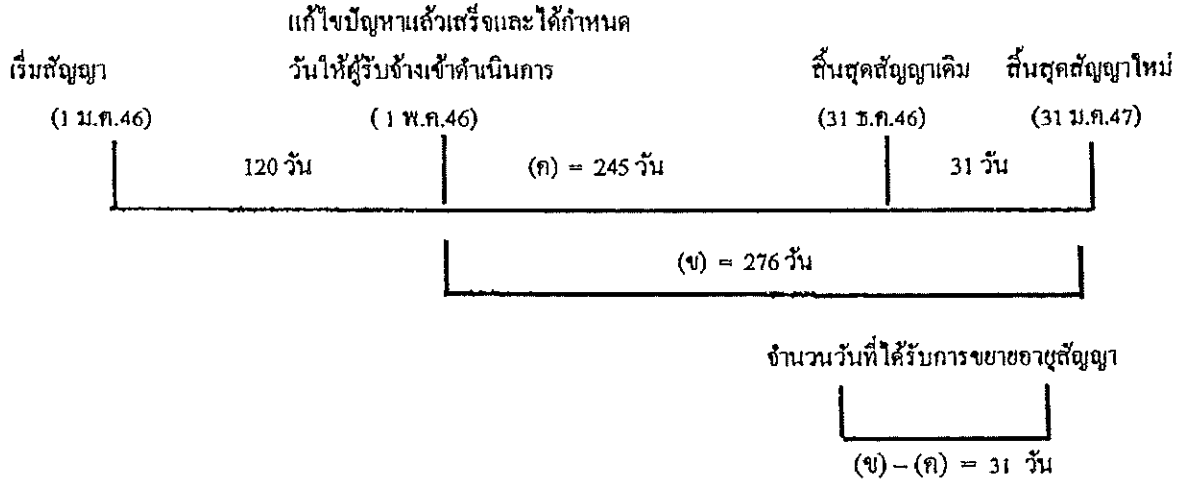 แก้ไขปัญหาแล้วเสร็จและได้กำหนด
เริ่มสัญญา วันให้ผู้รับจ้างเข้าดำเนินการ สิ้นสุดสัญญาเดิม สิ้นสุดสัญญาใหม่
(1 ม.ค.46) (1 พ.ค.46) (31 ธ.ค.46) (31 ม.ค.47)
120 วัน (ค) = 245 วัน 31 วัน
(ข) = 276 วัน
จำนวนวันที่ได้รับการขยายอายุสัญญา
(ข) – (ค) = 31 วัน